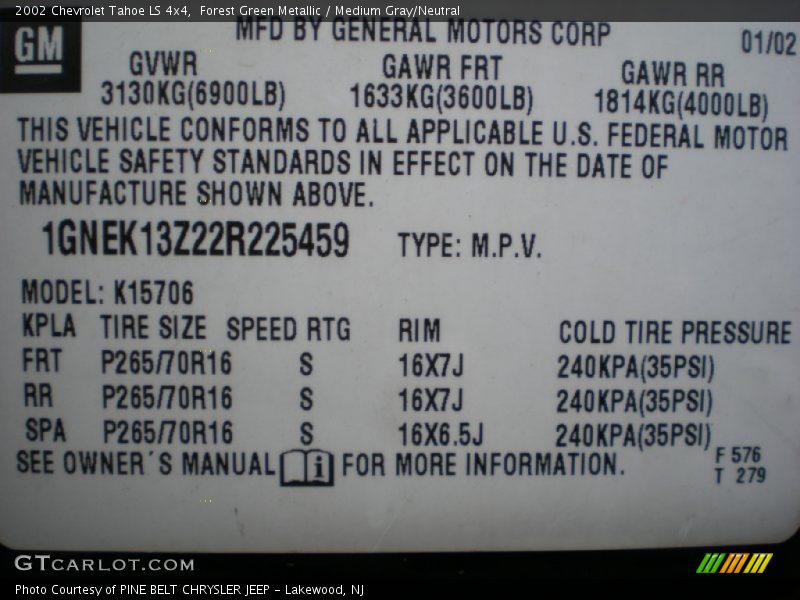 2002 Chevrolet Tahoe LS 4x4, Forest Green Metallic / Medium Gray/Neutral
GM
MFD BY GENERAL MOTORS CORP
01/02
GVWR GAWR FRT GAWR RR
3130KG(6900LB) 1633KG(3600LB) 1814KG(4000LB)
THIS VEHICLE CONFORMS TO ALL APPLICABLE U.S. FEDERAL MOTOR
VEHICLE SAFETY STANDARDS IN EFFECT ON THE DATE OF
MANUFACTURE SHOWN ABOVE.
1GNEK13Z22R225459 TYPE: M.P.V.
MODEL: K15706
KPLA TIRE SIZE SPEED RTG RIM COLD TIRE PRESSURE
FRT P265/70R16 S 16X7J 240KPA(35PSI)
RR P265/70R16 S 16X7J 240KPA(35PSI)
SPA P265/70R16 S 16X6.5J 240KPA(35PSI)
SEE OWNER´S MANUAL i FOR MORE INFORMATION.
F 576
T 279
GTCARLOT.COM
Photo Courtesy of PINE BELT CHRYSLER JEEP - Lakewood, NJ